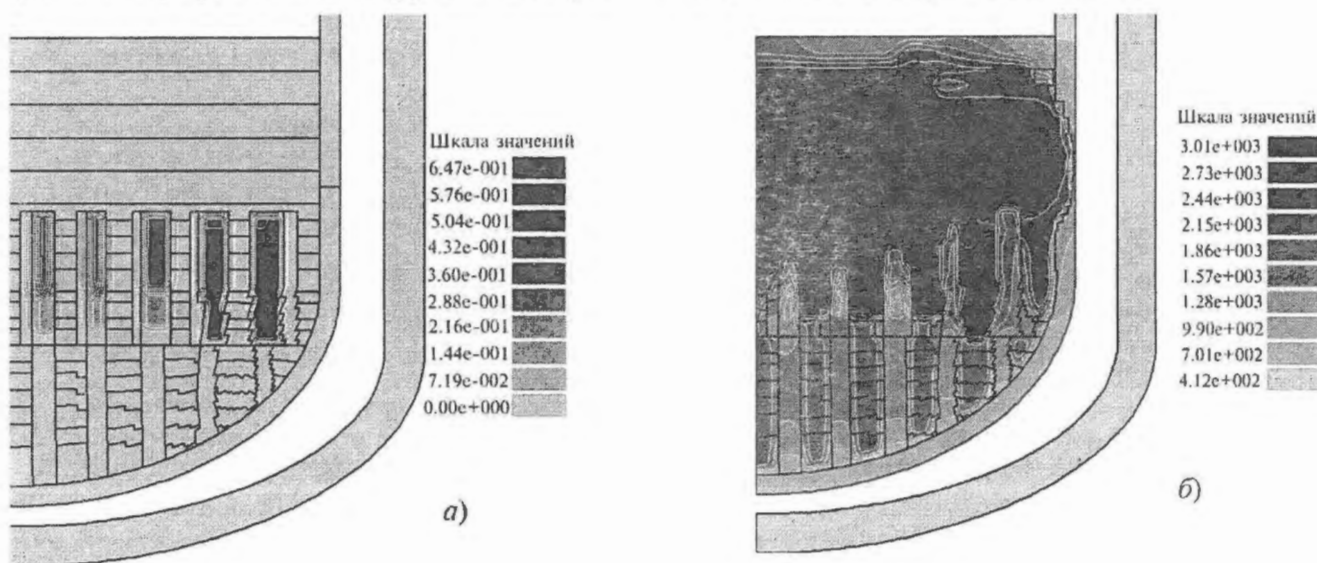 Шкала значений
6.47e-001
5.76e-001
5.04e-001
4.32e-001
3.60e-001
2.88e-001
2.16e-001
1.44e-001
7.19e-002
0.00e+000
а)
Шкала значений
3.01e+003
2.73e+003
2.44e+003
2.15e+003
1.86e+003
1.57e+003
1.28e+003
9.90e+002
7.01e+002
4.12e+002
б)